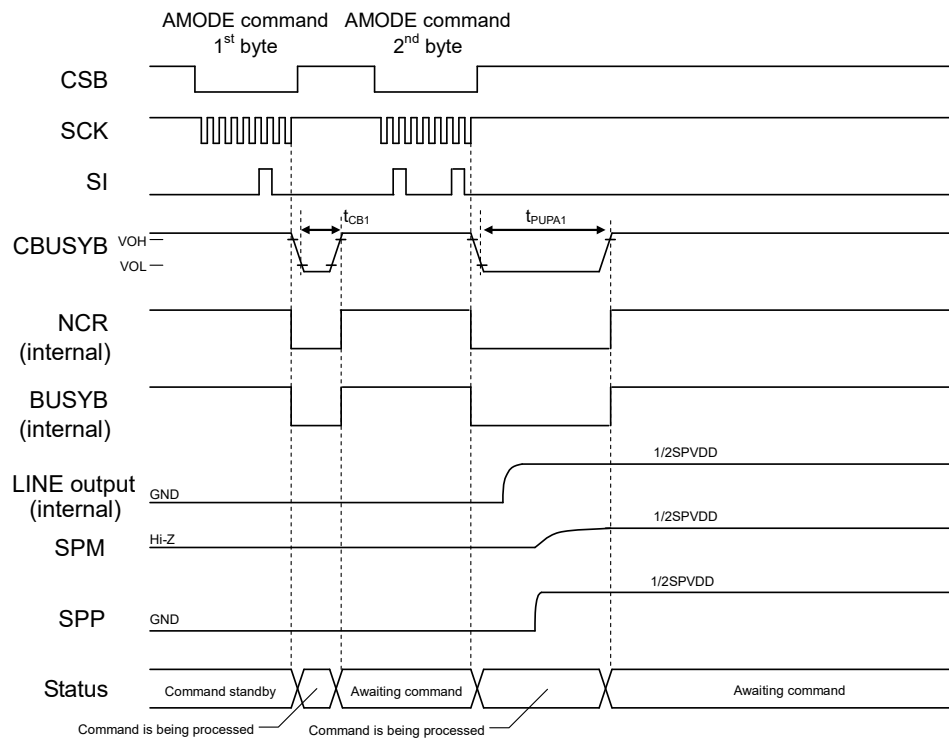 AMODE command
1st byte
AMODE command
2nd byte
CSB
SCK
SI
tCB1
tPUPA1
CBUSYB
VOH
VOL
NCR
(internal)
BUSYB
(internal)
1/2SPVDD
LINE output
(internal)
GND
1/2SPVDD
SPM
Hi-Z
1/2SPVDD
SPP
GND
Status
Command standby
Awaiting command
Awaiting command
Command is being processed
Command is being processed